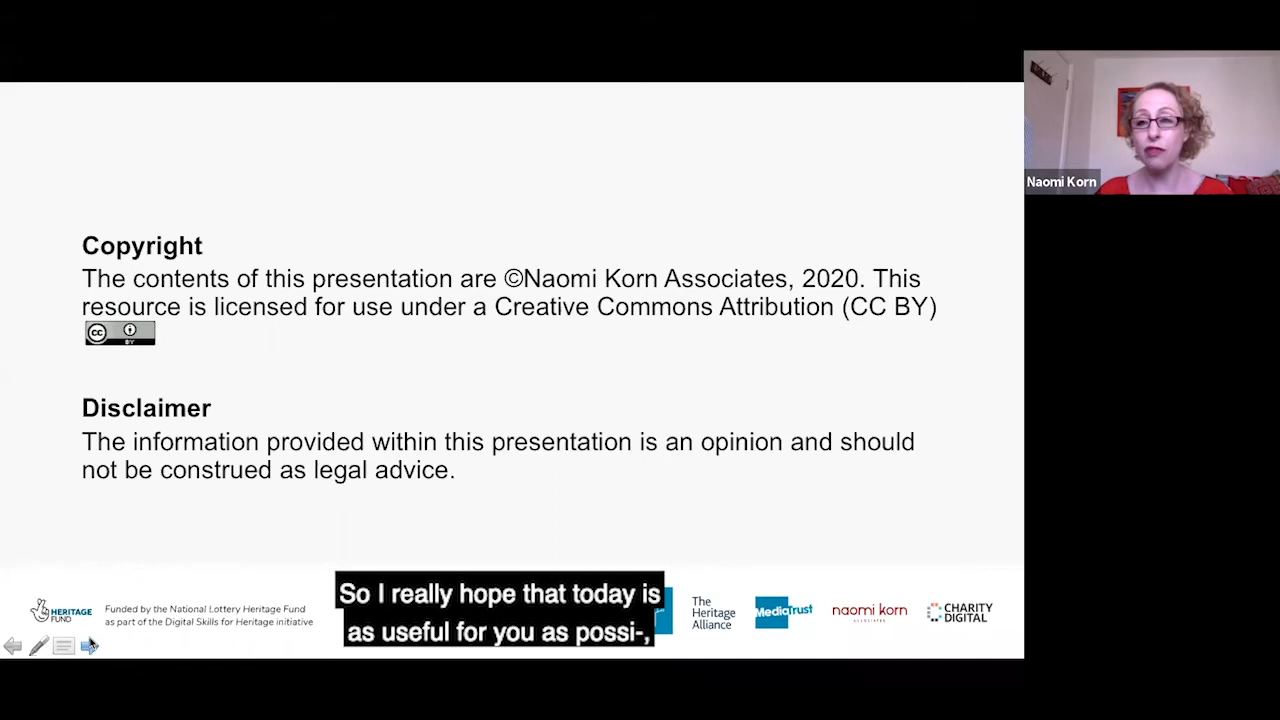 Naomi Korn
Copyright
The contents of this presentation are ©Naomi Korn Associates, 2020. This
resource is licensed for use under a Creative Commons Attribution (CC BY)
cc BY
Disclaimer
The information provided within this presentation is an opinion and should
not be construed as legal advice.
So I really hope that today is
as useful for you as possi-,
HERITAGE
FUND
Funded by the National Lottery Heritage Fund
as part of the Digital Skills for Heritage initiative
The
Heritage
Alliance
MediaTrust
naomi korn
ASSOCIATES
CHARITY
DIGITAL